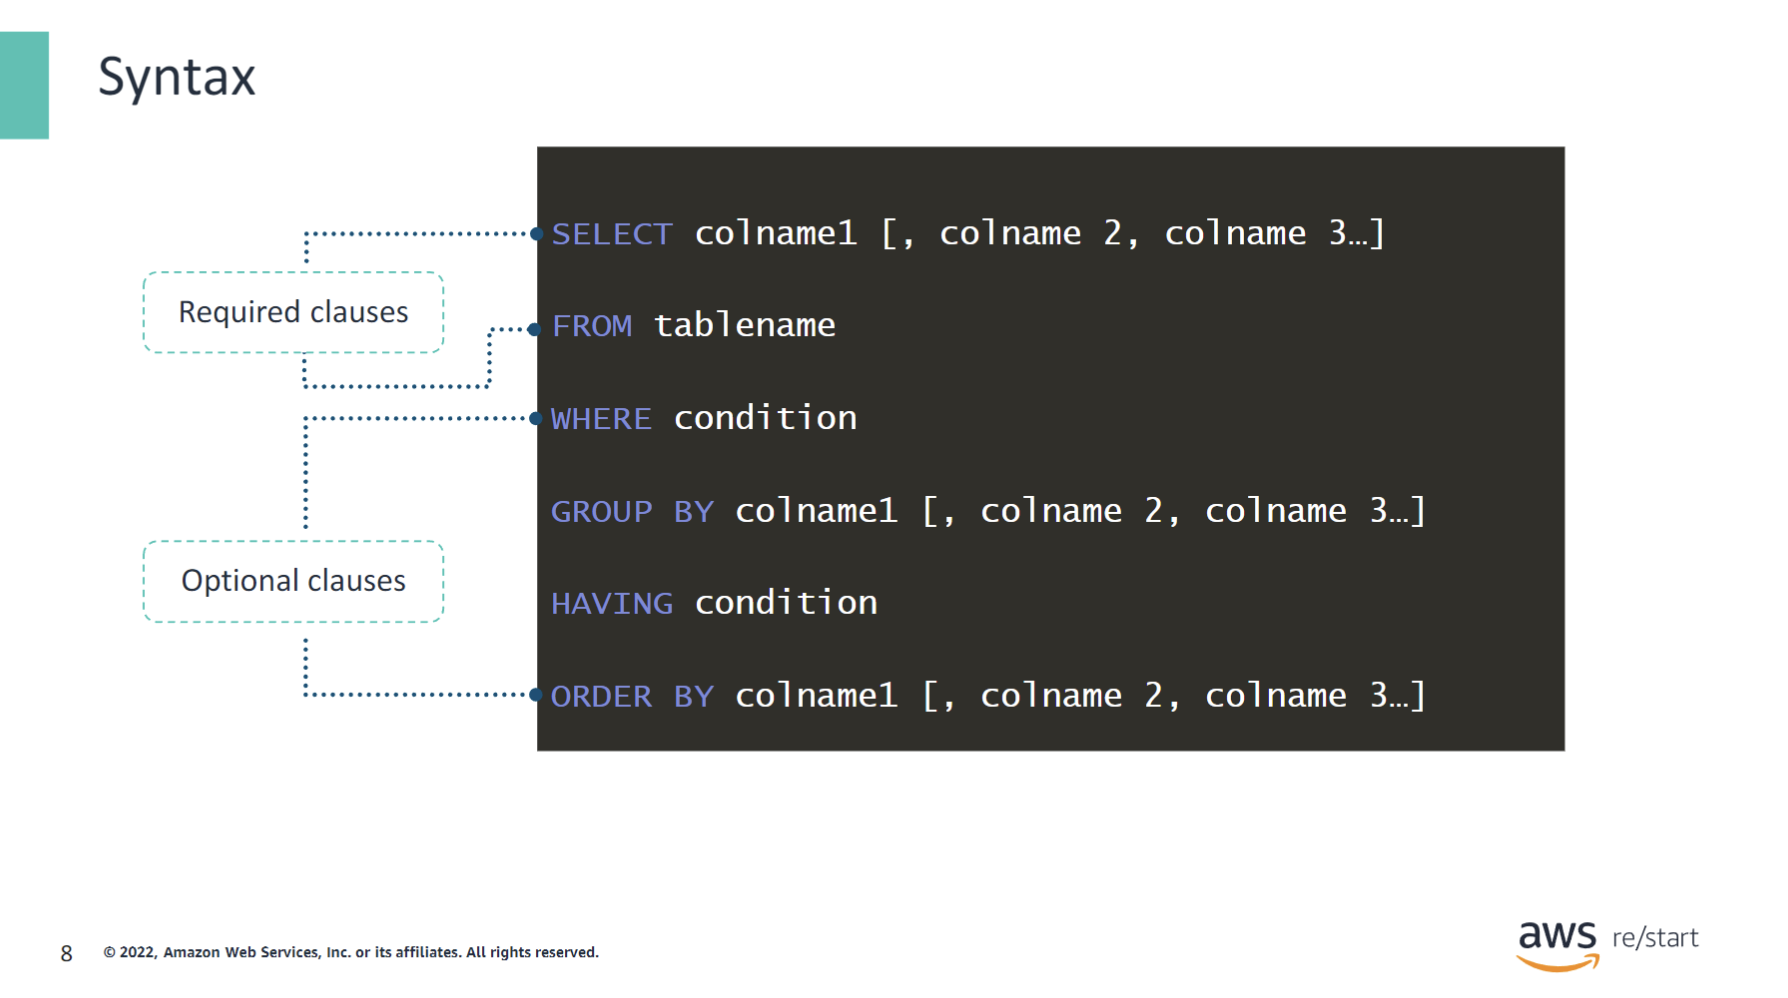 Syntax
SELECT colname1 [, colname 2, colname 3…]
Required clauses
FROM tablename
WHERE condition
GROUP BY colname1 [, colname 2, colname 3…]
Optional clauses
HAVING condition
ORDER BY colname1 [, colname 2, colname 3…]
8 © 2022, Amazon Web Services, Inc. or its affiliates. All rights reserved.
aws re/start